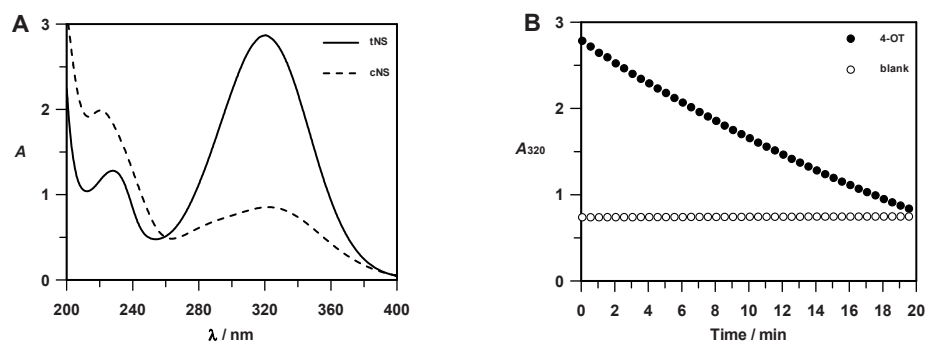 A
3
2
A
1
0
200 240 280 320 360 400
λ / nm
tNS
cNS
B
3
2
A320
1
0
0 2 4 6 8 10 12 14 16 18 20
Time / min
4-OT
blank